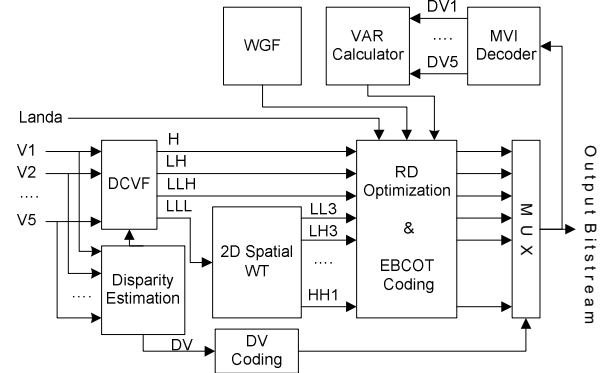 WGF
VAR
Calculator
DV1
....
DV5
MVI
Decoder
Landa
V1
V2
....
V5
DCVF
H
LH
LLH
LLL
2D Spatial
WT
LL3
LH3
....
HH1
RD
Optimization
&
EBCOT
Coding
MUX
Output Bitstream
Disparity
Estimation
....
DV
DV
Coding